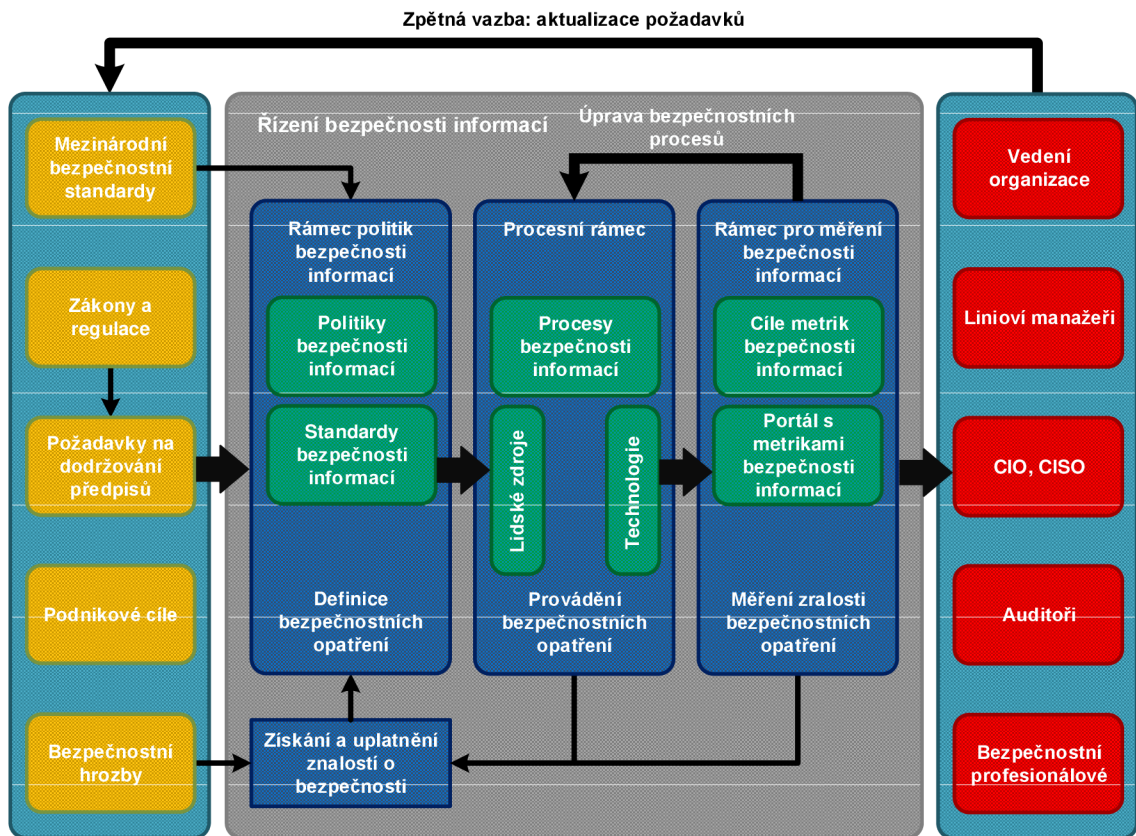 Zpětná vazba: aktualizace požadavků
Mezinárodní
bezpečnostní
standardy
Zákony a
regulace
Požadavky na
dodržování
předpisů
Podnikové cíle
Bezpečnostní
hrozby
Řízení bezpečnosti informací
Úprava bezpečnostních
procesů
Rámec politik
bezpečnosti
informací
Politiky
bezpečnosti
informací
Standardy
bezpečnosti
informací
Definice
bezpečnostních
opatření
Získání a uplatnění
znalostí o
bezpečnosti
Procesní rámec
Procesy
bezpečnosti
informací
Lidské zdroje
Technologie
Provádění
bezpečnostních
opatření
Rámec pro měření
bezpečnosti
informací
Cíle metrik
bezpečnosti
informací
Portál s
metrikami
bezpečnosti
informací
Měření zralosti
bezpečnostních
opatření
Vedení
organizace
Linioví manažeři
CIO, CISO
Auditoři
Bezpečnostní
profesionálové